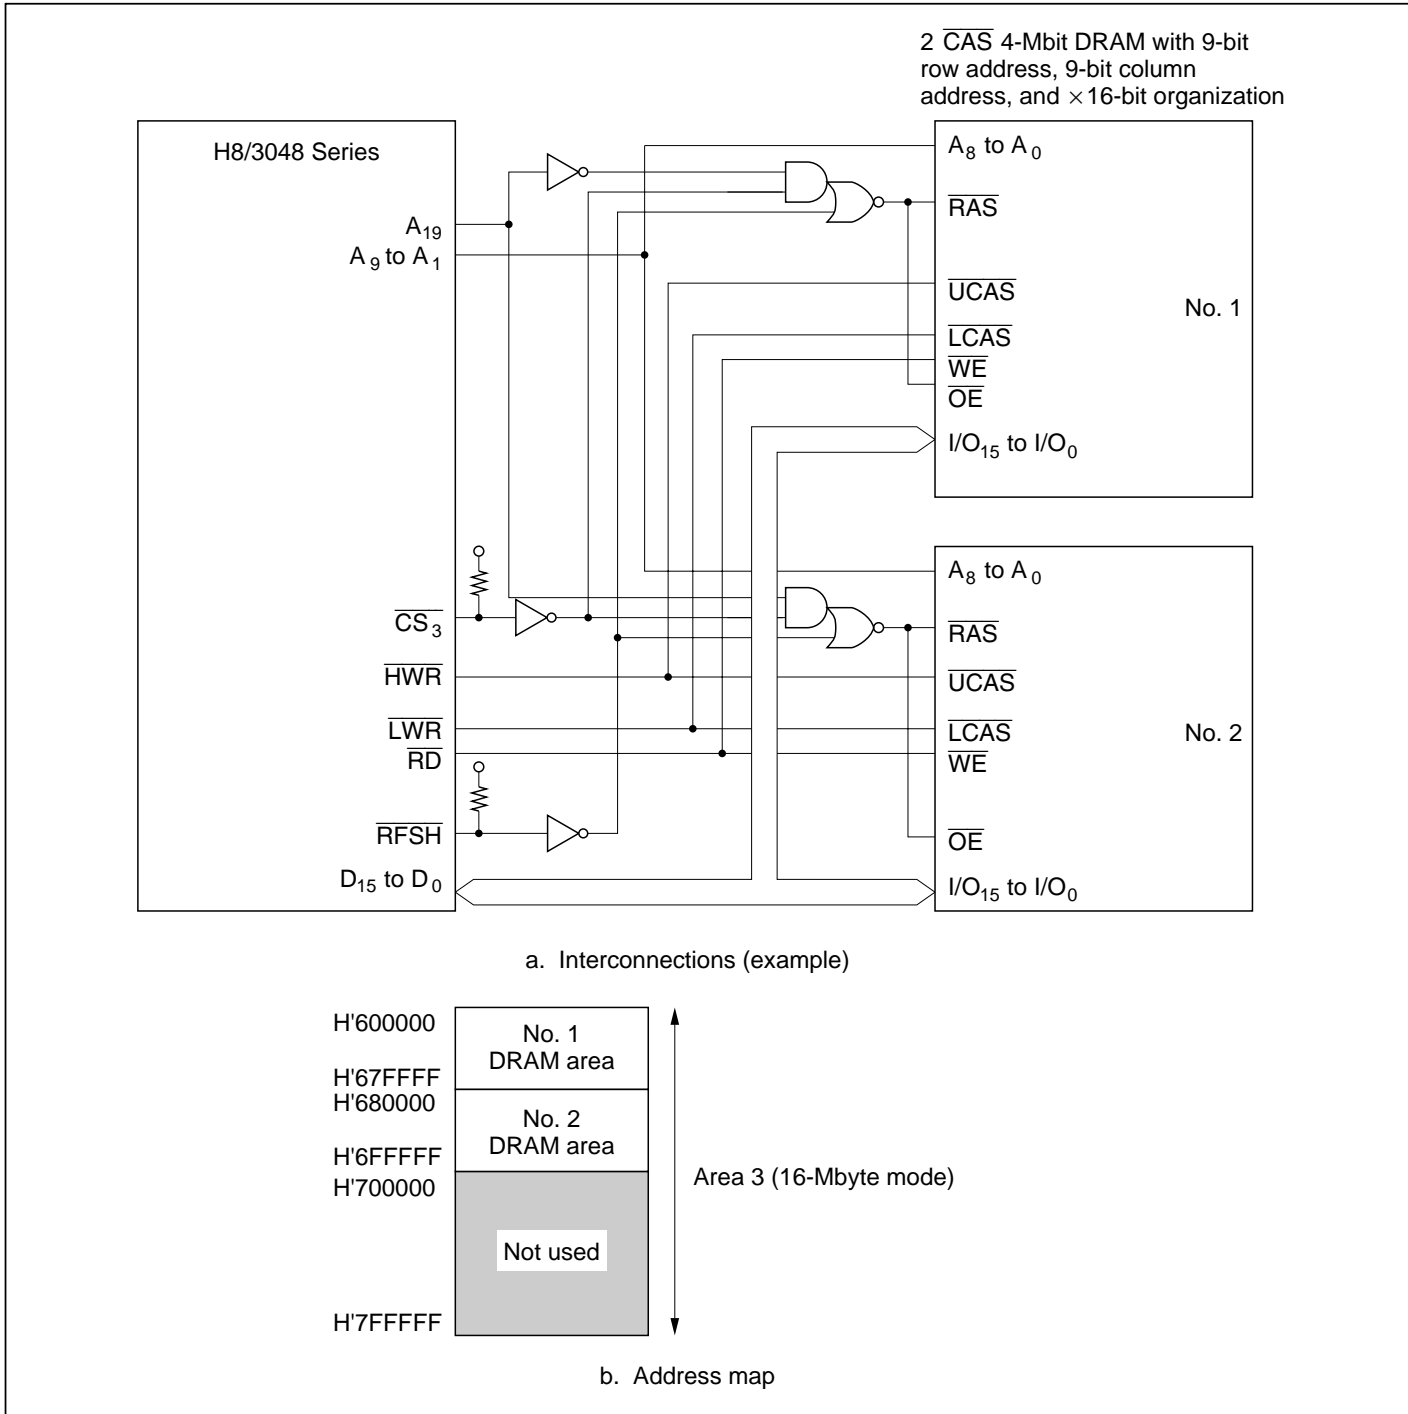 2 CAS 4-Mbit DRAM with 9-bit
row address, 9-bit column
address, and ×16-bit organization
H8/3048 Series
A19
A9 to A1
CS3
HWR
LWR
RD
RFSH
D15 to D0
A8 to A0
RAS
UCAS
No. 1
LCAS
WE
OE
I/O15 to I/O0
A8 to A0
RAS
UCAS
LCAS
No. 2
WE
OE
I/O15 to I/O0
a. Interconnections (example)
H'600000
No. 1
DRAM area
H'67FFFF
H'680000
No. 2
DRAM area
H'6FFFFF
H'700000
Area 3 (16-Mbyte mode)
Not used
H'7FFFFF
b. Address map